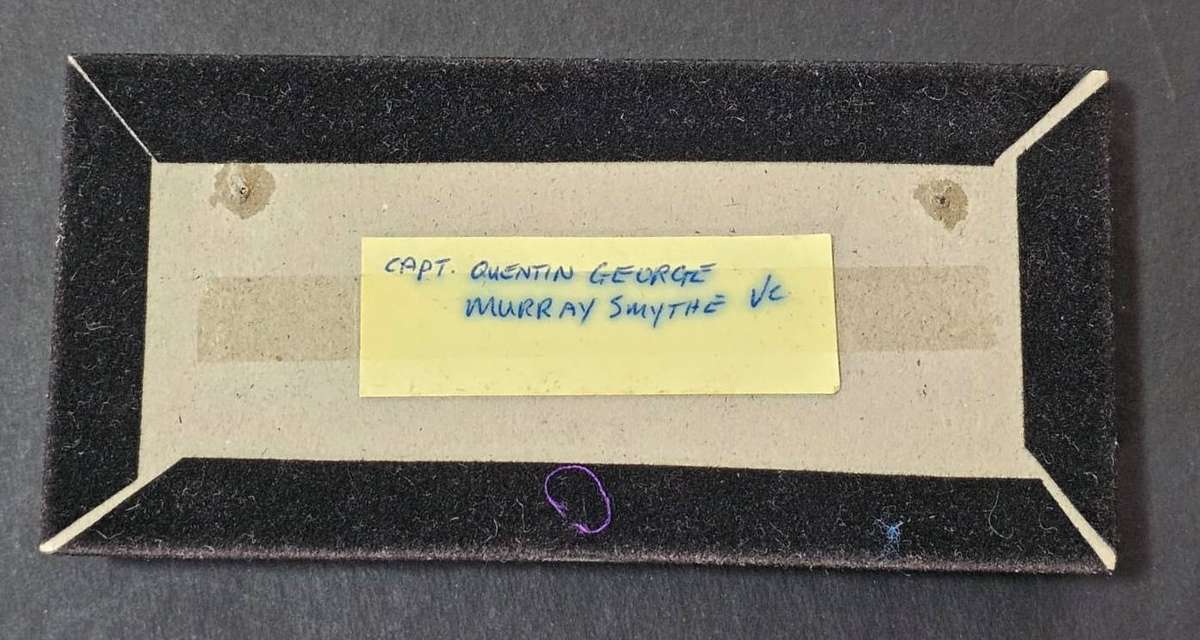 CAPT. QUENTIN GEORGE
MURRAY SMYTHE VC